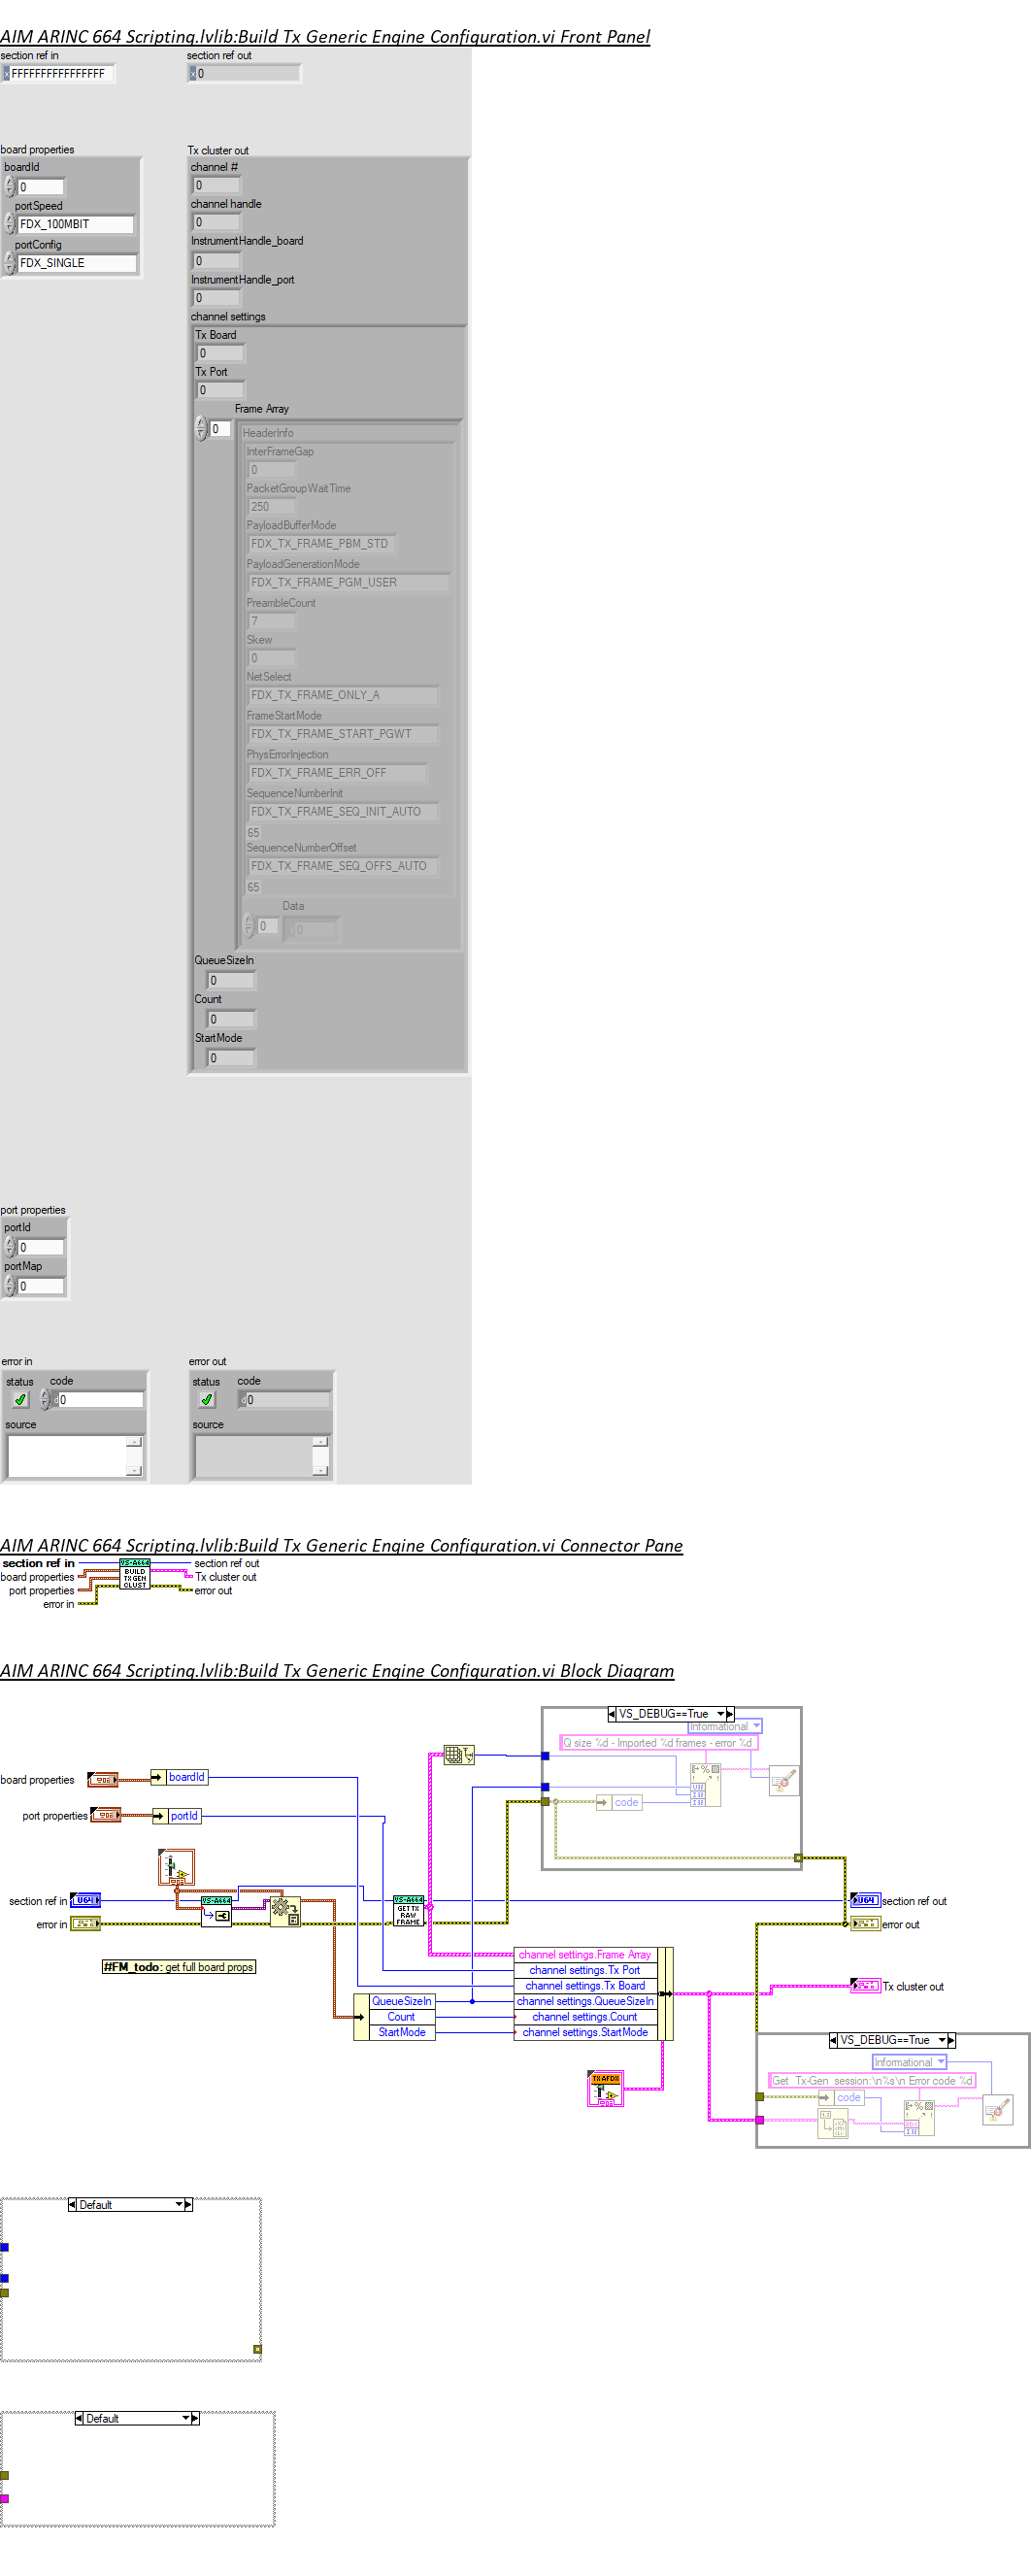 AIM ARINC 664 Scripting.lvlib:Build Tx Generic Engine Configuration.vi Front Panel
section ref in
section ref out
x FFFFFFFFFFFFFFFF
x 0
board properties
Tx cluster out
boardId
channel #
0
0
portSpeed
channel handle
FDX_100MBIT
0
portConfig
InstrumentHandle_board
FDX_SINGLE
0
InstrumentHandle_port
0
channel settings
Tx Board
0
Tx Port
0
Frame Array
0
HeaderInfo
InterFrameGap
0
PacketGroupWaitTime
250
PayloadBufferMode
FDX_TX_FRAME_PBM_STD
PayloadGenerationMode
FDX_TX_FRAME_PGM_USER
PreambleCount
7
Skew
0
NetSelect
FDX_TX_FRAME_ONLY_A
FrameStartMode
FDX_TX_FRAME_START_PGWT
PhysErrorInjection
FDX_TX_FRAME_ERR_OFF
SequenceNumberInit
FDX_TX_FRAME_SEQ_INIT_AUTO
65
SequenceNumberOffset
FDX_TX_FRAME_SEQ_OFFS_AUTO
65
Data
0
x 0
QueueSizeIn
0
Count
0
StartMode
0
port properties
portId
0
portMap
0
error in
error out
status code
status code
d 0
d 0
source
source
AIM ARINC 664 Scripting.lvlib:Build Tx Generic Engine Configuration.vi Connector Pane
section ref in
VS-A664
section ref out
board properties
BUILD
Tx cluster out
port properties
TX GEN
CLUST
error out
error in
AIM ARINC 664 Scripting.lvlib:Build Tx Generic Engine Configuration.vi Block Diagram
VS_DEBUG==True
Informational
Q size %d - Imported %d frames - error %d
board properties
boardId
code
port properties
portId
section ref in
U64
VS-A664
VS-A664
GET TX
RAW
FRAME
U64
section ref out
error in
error out
#FM_todo: get full board props
channel settings.Frame Array
channel settings.Tx Port
channel settings.Tx Board
Tx cluster out
QueueSizeIn
channel settings.QueueSizeIn
Count
channel settings.Count
StartMode
channel settings.StartMode
VS_DEBUG==True
Informational
TX AFDX
Get Tx-Gen session:\n%s\n Error code %d
code
Default
Default